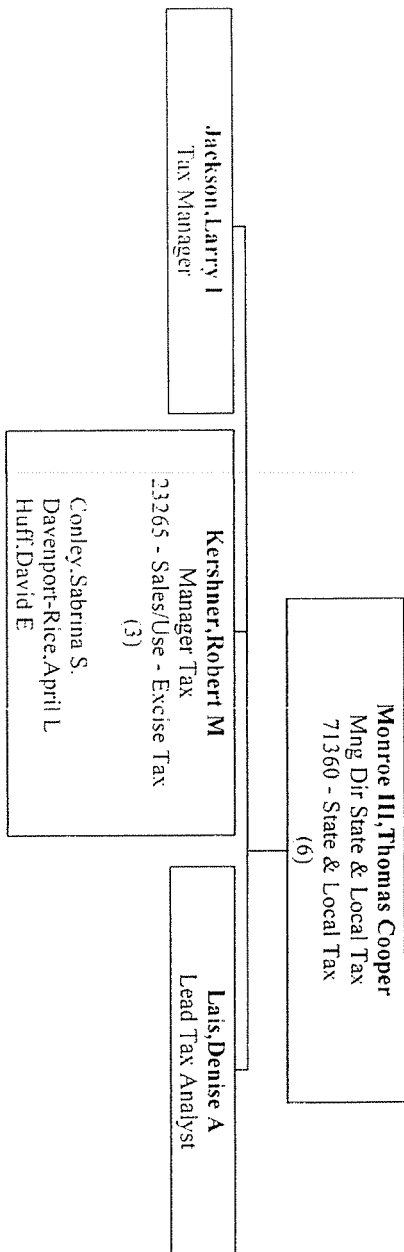 Monroe III,Thomas Cooper
Mng Dir State & Local Tax
71360 - State & Local Tax
(6)
Jackson,Larry I
Tax Manager
Kershner,Robert M
Manager Tax
23265 - Sales/Use - Excise Tax
(3)
Conley,Sabrina S.
Davenport-Rice,April L
Huff,David E
Lais,Denise A
Lead Tax Analyst